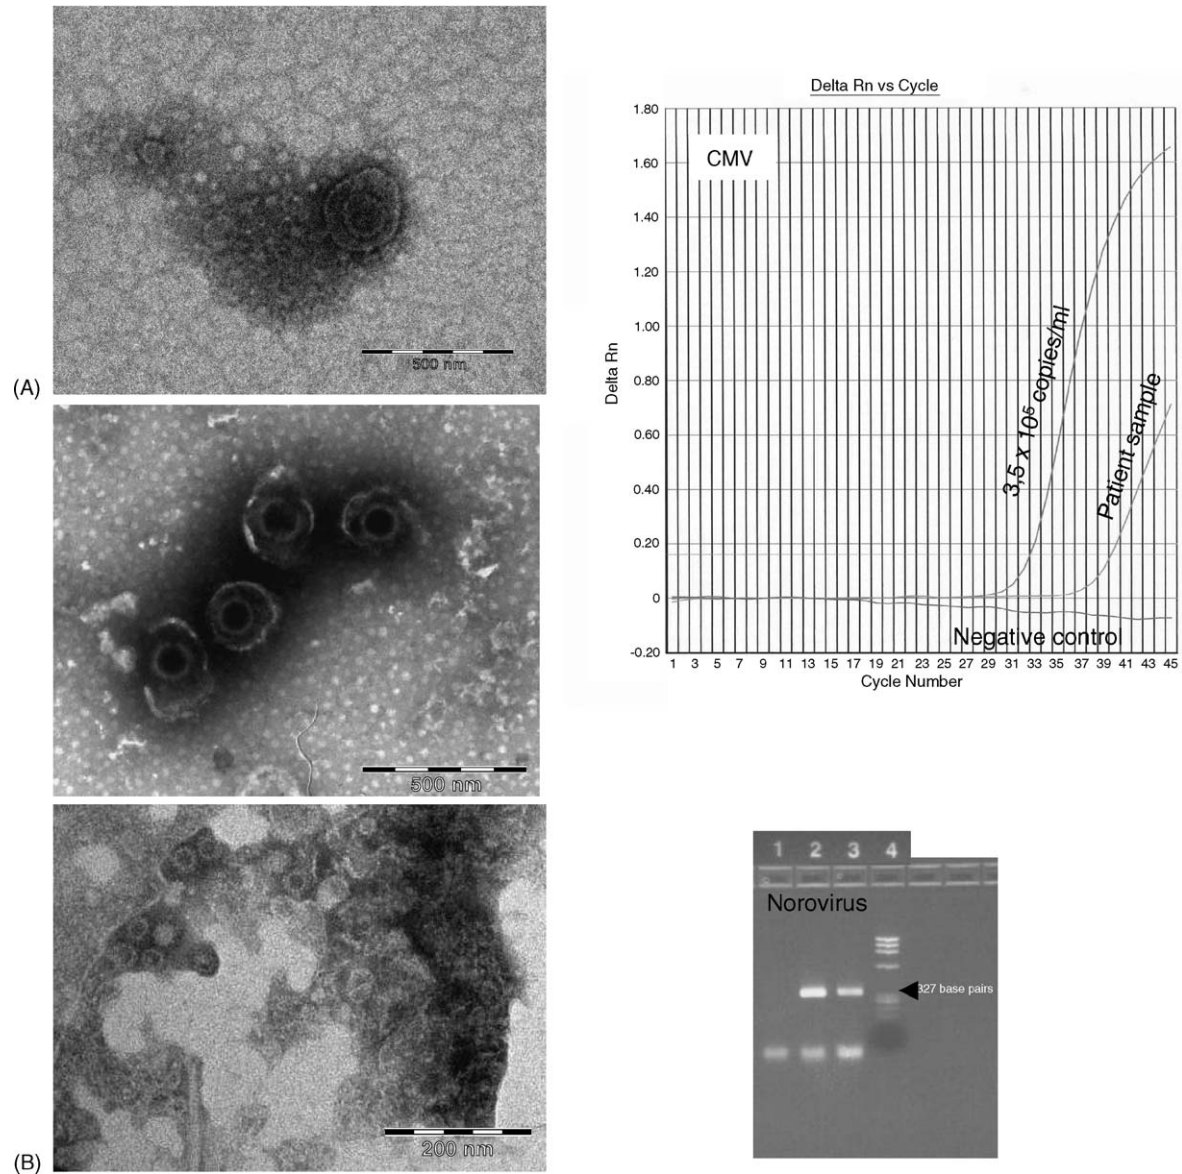 (A)
500 nm
500 nm
200 nm
(B)
Delta Rn vs Cycle
CMV
Delta Rn
1.80
1.60
1.40
1.20
1.00
0.80
0.60
0.40
0.20
0
-0.20
3,5 x 10⁵ copies/ml
Patient sample
Negative control
1 3 5 7 9 11 13 15 17 19 21 23 25 27 29 31 33 35 37 39 41 43 45
Cycle Number
1 2 3 4
Norovirus
327 base pairs